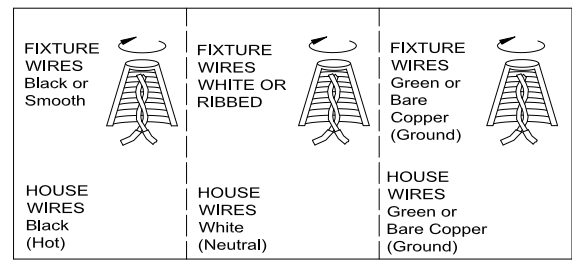 FIXTURE
WIRES
Black or
Smooth
HOUSE
WIRES
Black
(Hot)
FIXTURE
WIRES
WHITE OR
RIBBED
HOUSE
WIRES
White
(Neutral)
FIXTURE
WIRES
Green or
Bare
Copper
(Ground)
HOUSE
WIRES
Green or
Bare Copper
(Ground)